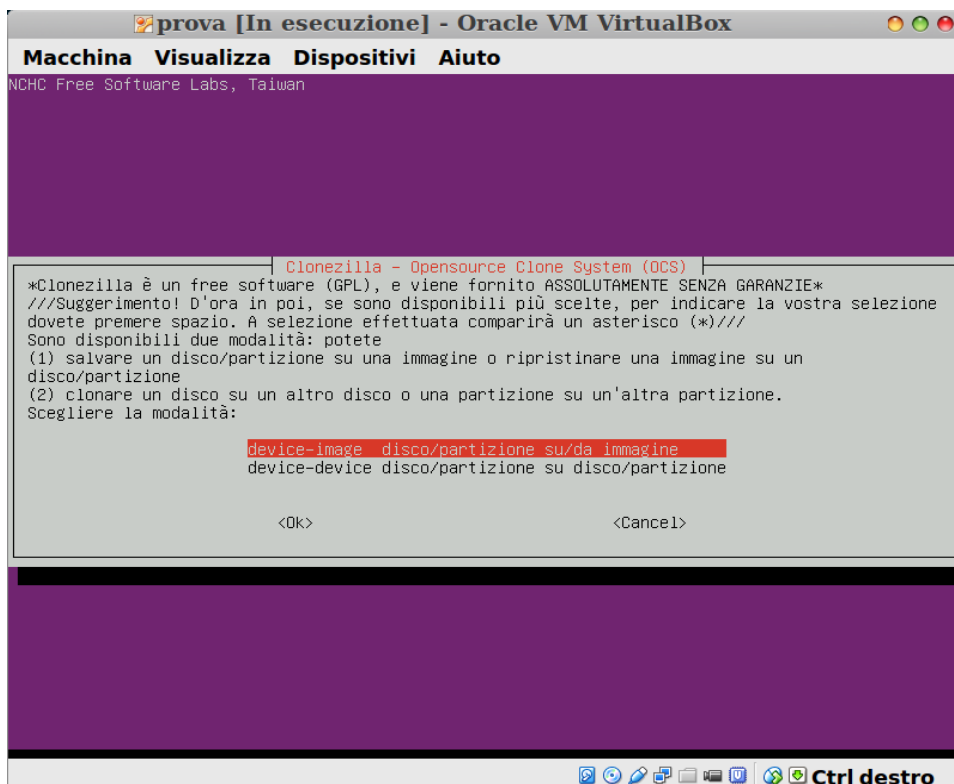 prova [In esecuzione] - Oracle VM VirtualBox
Macchina Visualizza Dispositivi Aiuto
NCHC Free Software Labs, Taiwan
Clonezilla - Opensource Clone System (OCS)
*Clonezilla è un free software (GPL), e viene fornito ASSOLUTAMENTE SENZA GARANZIE*
///Suggerimento! D'ora in poi, se sono disponibili più scelte, per indicare la vostra selezione
dovete premere spazio. A selezione effettuata comparirà un asterisco (*)///
Sono disponibili due modalità: potete
(1) salvare un disco/partizione su una immagine o ripristinare una immagine su un
disco/partizione
(2) clonare un disco su un altro disco o una partizione su un'altra partizione.
Scegliere la modalità:
device-image disco/partizione su/da immagine
device-device disco/partizione su disco/partizione
<Ok> <Cancel>
Ctrl destro